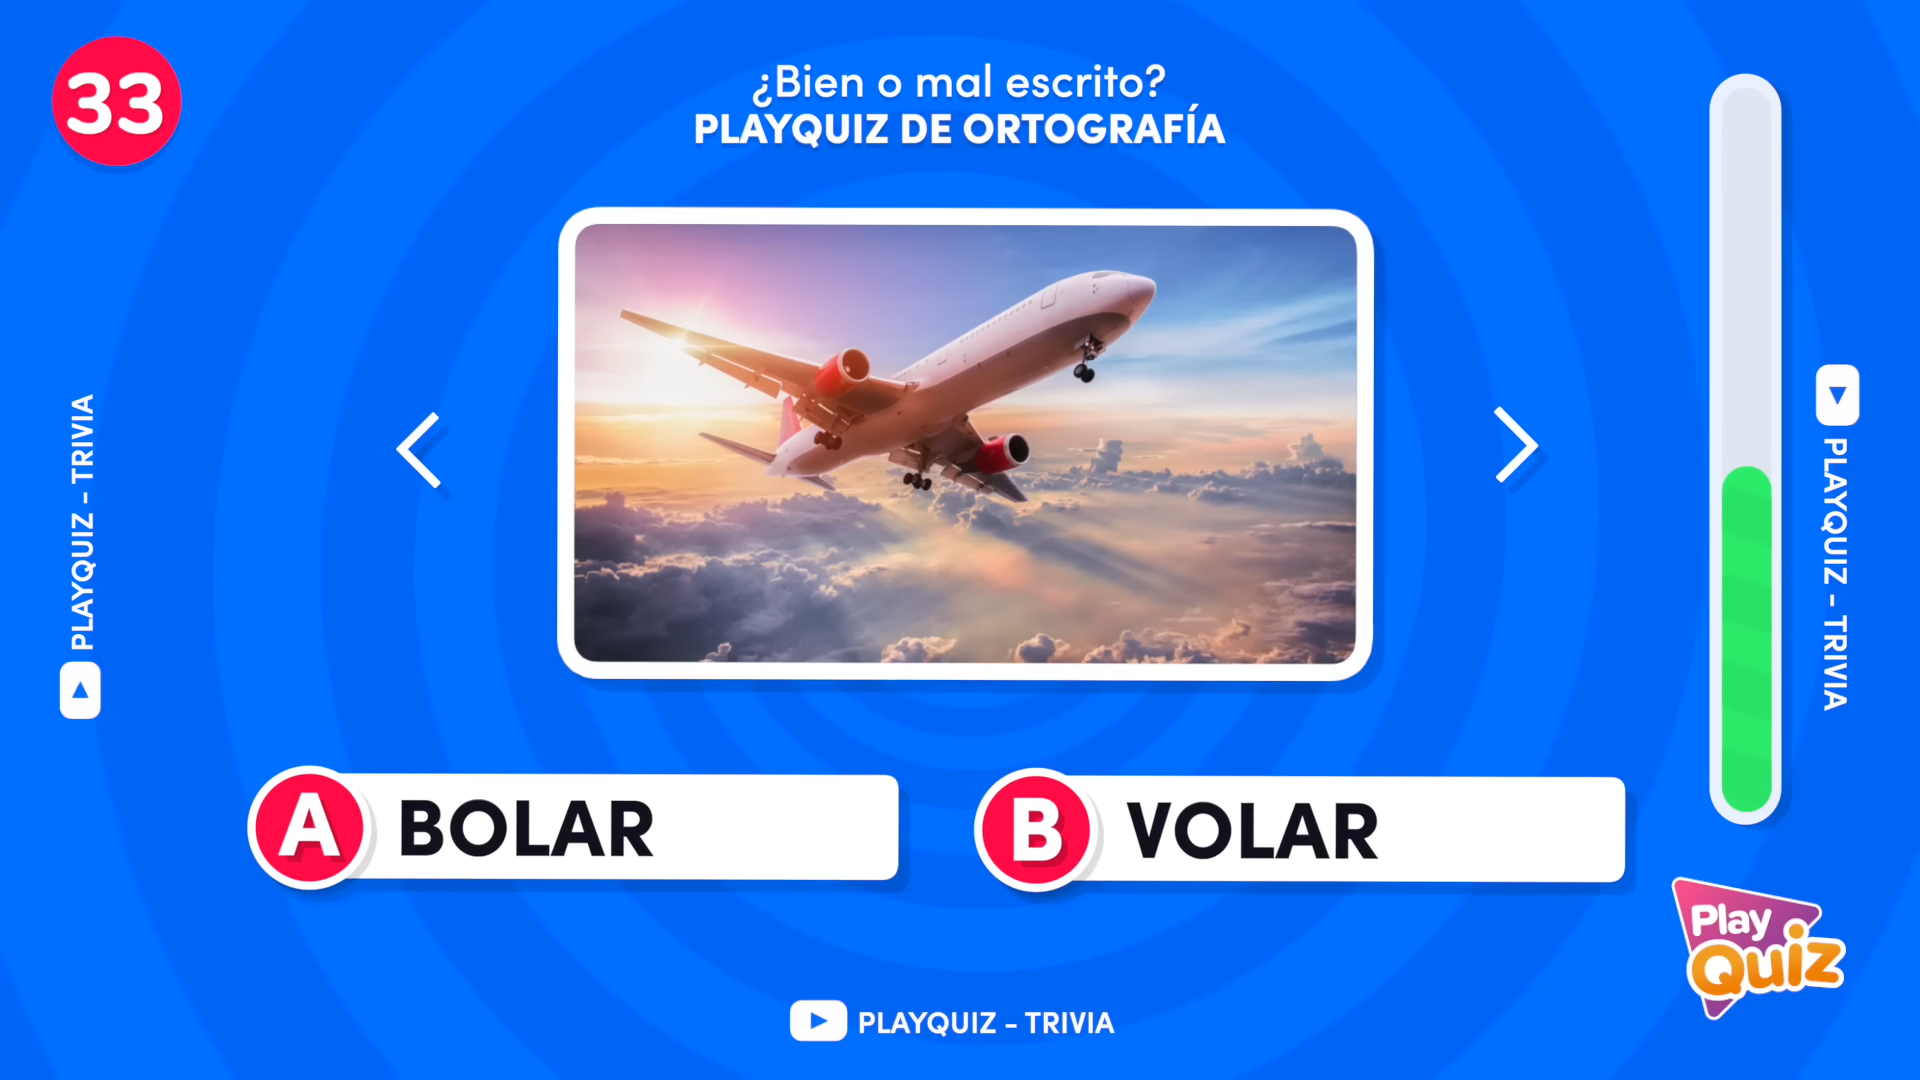 33
¿Bien o mal escrito?
PLAYQUIZ DE ORTOGRAFÍA
PLAYQUIZ - TRIVIA
PLAYQUIZ - TRIVIA
A BOLAR
B VOLAR
Play
Quiz
PLAYQUIZ - TRIVIA